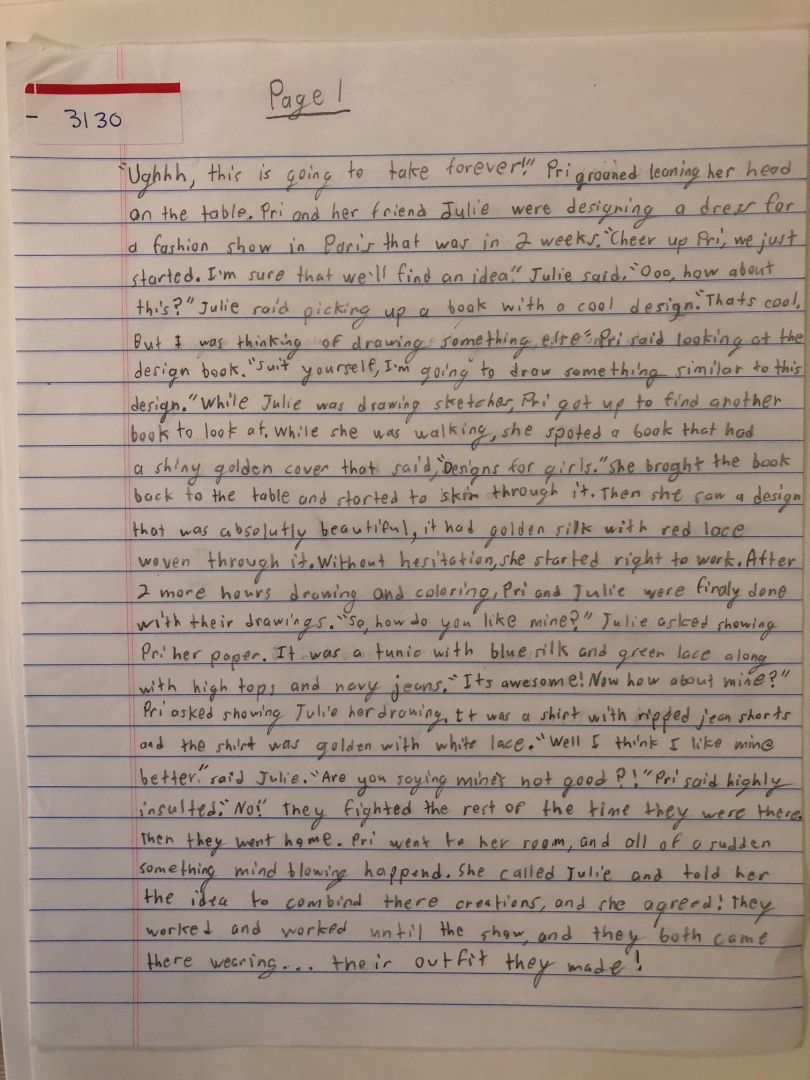 - 3130
Page 1
"Ughhh, this is going to take forever!" Pri groaned leaning her head
on the table. Pri and her friend Julie were designing a dress for
a fashion show in Paris that was in 2 weeks. "Cheer up Pri, we just
started. I'm sure that we'll find an idea." Julie said. "Ooo, how about
this?" Julie said picking up a book with a cool design. "Thats cool,
But I was thinking of drawing something else" Pri said looking at the
design book. "Suit yourself, I'm going to draw something similar to this
design." While Julie was drawing sketches, Pri got up to find another
book to look at. While she was walking, she spoted a book that had
a shiny golden cover that said, "Designs for girls." She broght the book
back to the table and started to skim through it. Then she saw a design
that was absolutly beautiful, it had golden silk with red lace
woven through it. Without hesitation, she started right to work. After
2 more hours drawing and coloring, Pri and Julie were finaly done
with their drawings. "So, how do you like mine?" Julie asked showing
Pri her paper. It was a tunic with blue silk and green lace along
with high tops and navy jeans. "Its awesome! Now how about mine?"
Pri asked showing Julie her drawing. It was a shirt with ripped jean shorts
and the shirt was golden with white lace. "Well I think I like mine
better." said Julie. "Are you saying mine's not good?!" Pri said highly
insulted. "No!" They fighted the rest of the time they were there.
Then they went home. Pri went to her room, and all of a sudden
something mind blowing happend. She called Julie and told her
the idea to combind there creations, and she agreed! They
worked and worked until the show, and they both came
there wearing... their outfit they made!